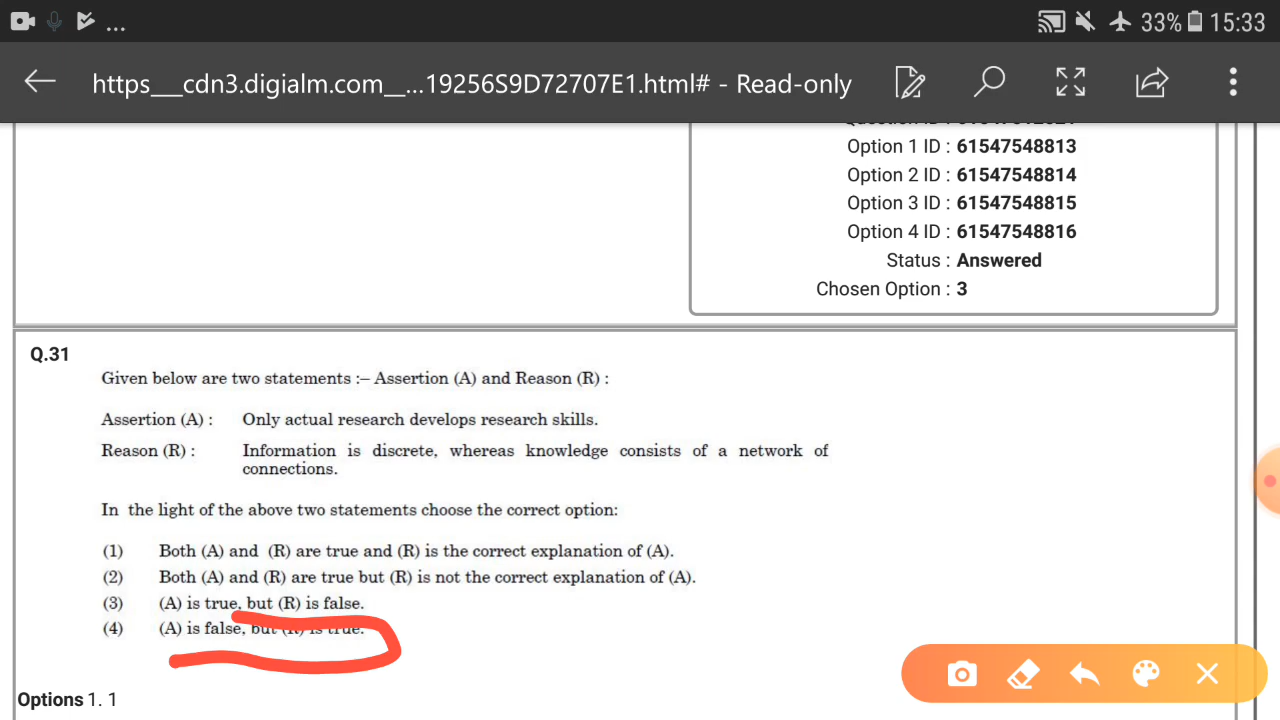 ... 33% 15:33
https___cdn3.digialm.com__...19256S9D72707E1.html# - Read-only
Option 1 ID : 61547548813
Option 2 ID : 61547548814
Option 3 ID : 61547548815
Option 4 ID : 61547548816
Status : Answered
Chosen Option : 3
Q.31
Given below are two statements :– Assertion (A) and Reason (R) :
Assertion (A) : Only actual research develops research skills.
Reason (R) : Information is discrete, whereas knowledge consists of a network of
connections.
In the light of the above two statements choose the correct option:
(1) Both (A) and (R) are true and (R) is the correct explanation of (A).
(2) Both (A) and (R) are true but (R) is not the correct explanation of (A).
(3) (A) is true, but (R) is false.
(4) (A) is false, but (R) is true.
Options 1. 1